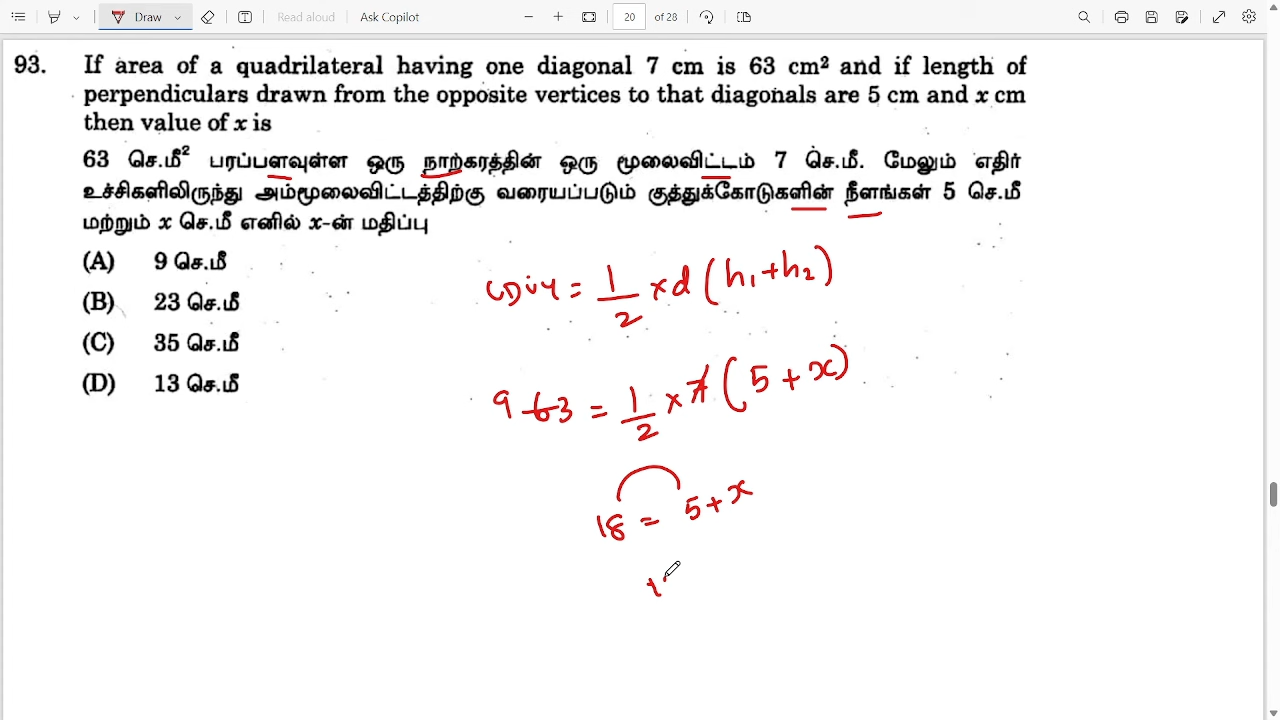 Draw
Read aloud
Ask Copilot
20 of 28
93. If area of a quadrilateral having one diagonal 7 cm is 63 cm² and if length of
perpendiculars drawn from the opposite vertices to that diagonals are 5 cm and x cm
then value of x is
63 செ.மீ² பரப்பளவுள்ள ஒரு நாற்கரத்தின் ஒரு மூலைவிட்டம் 7 செ.மீ. மேலும் எதிர்
உச்சிகளிலிருந்து அம்மூலைவிட்டத்திற்கு வரையப்படும் குத்துக்கோடுகளின் நீளங்கள் 5 செ.மீ
மற்றும் x செ.மீ எனில் x-ன் மதிப்பு
(A) 9 செ.மீ
(B) 23 செ.மீ
(C) 35 செ.மீ
(D) 13 செ.மீ
= 1/2 × d (h₁+h₂)
9 63 = 1/2 × 7 (5 + x)
18 = 5 + x